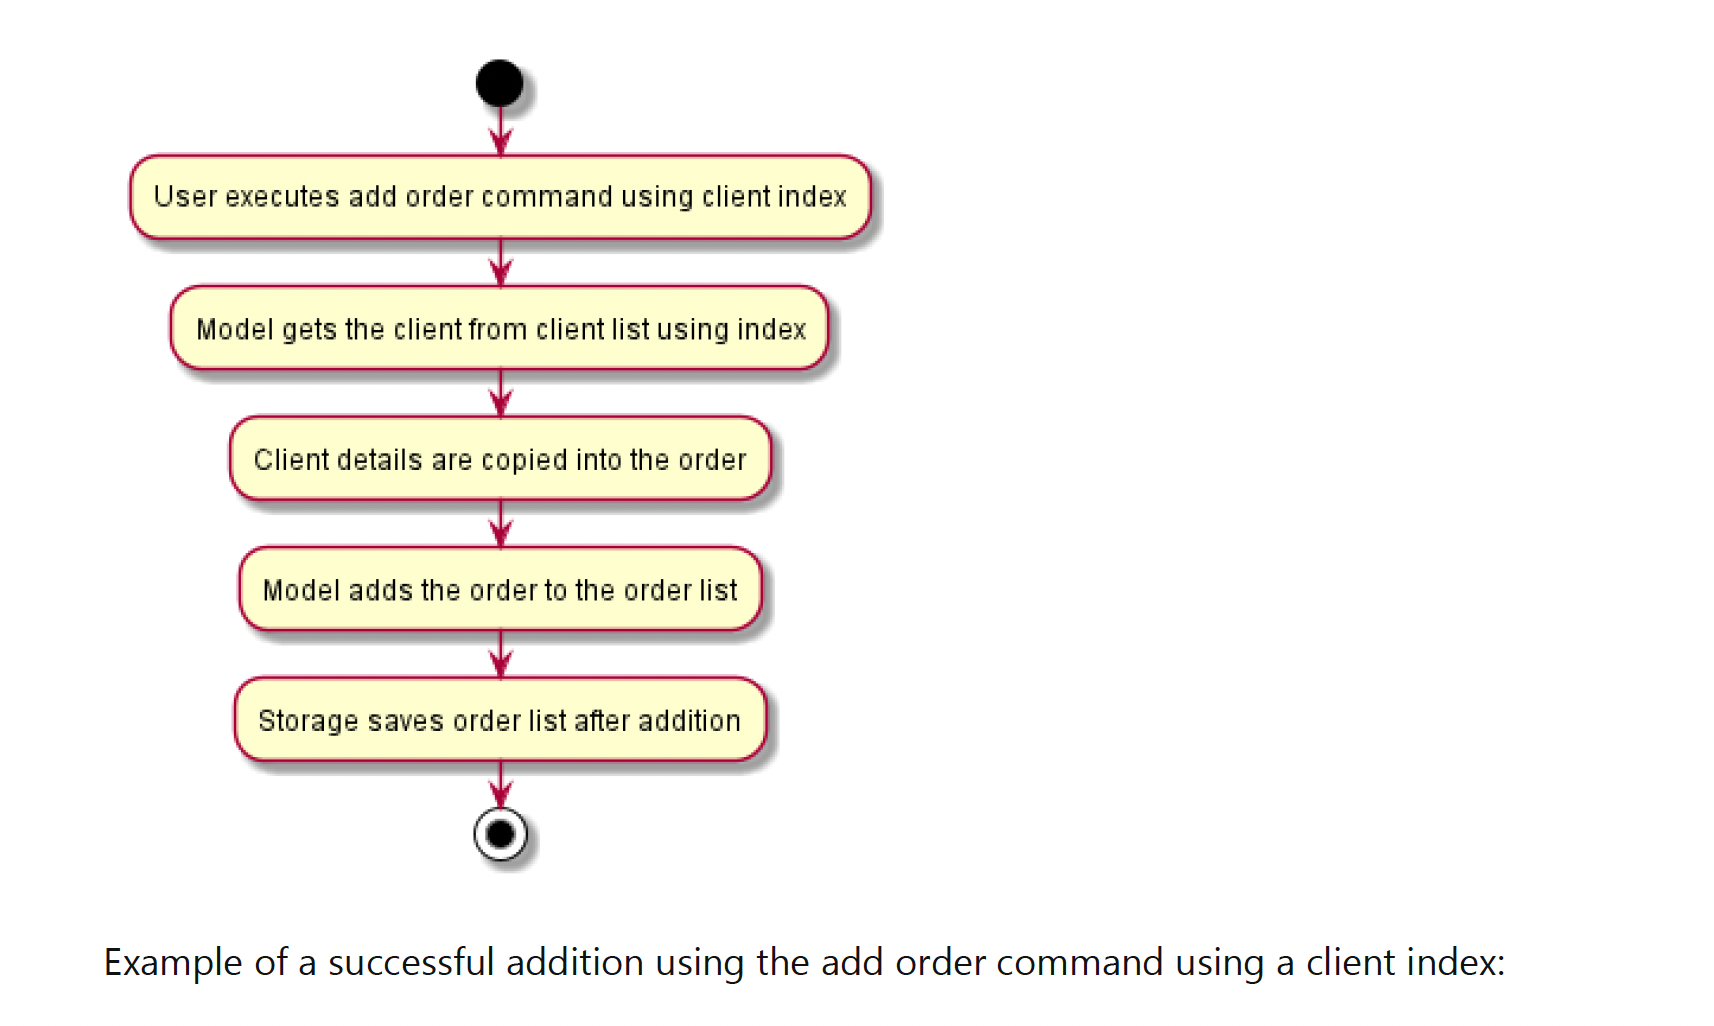 User executes add order command using client index
Model gets the client from client list using index
Client details are copied into the order
Model adds the order to the order list
Storage saves order list after addition
Example of a successful addition using the add order command using a client index: